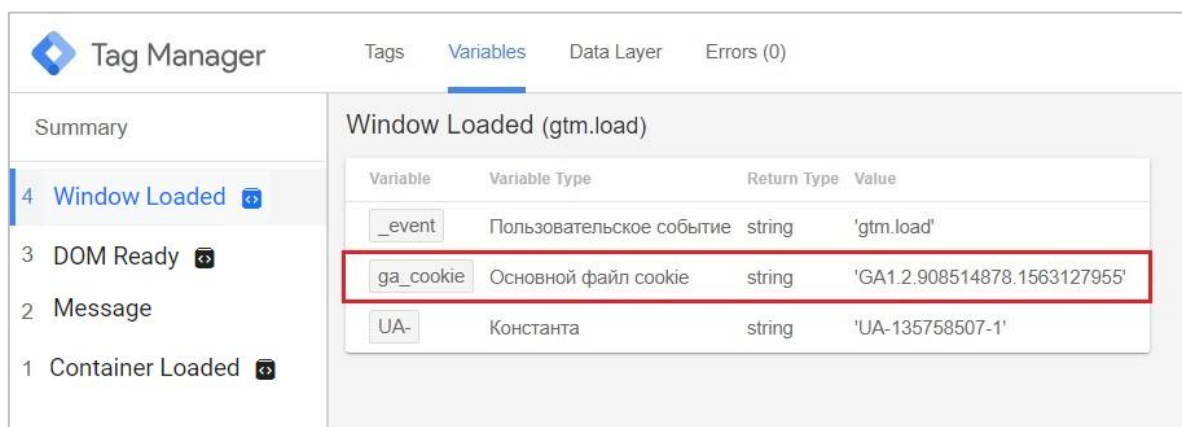 Tag Manager
Tags Variables Data Layer Errors (0)
Summary
4 Window Loaded
3 DOM Ready
2 Message
1 Container Loaded
Window Loaded (gtm.load)
Variable Variable Type Return Type Value
_event Пользовательское событие string 'gtm.load'
ga_cookie Основной файл cookie string 'GA1.2.908514878.1563127955'
UA- Константа string 'UA-135758507-1'